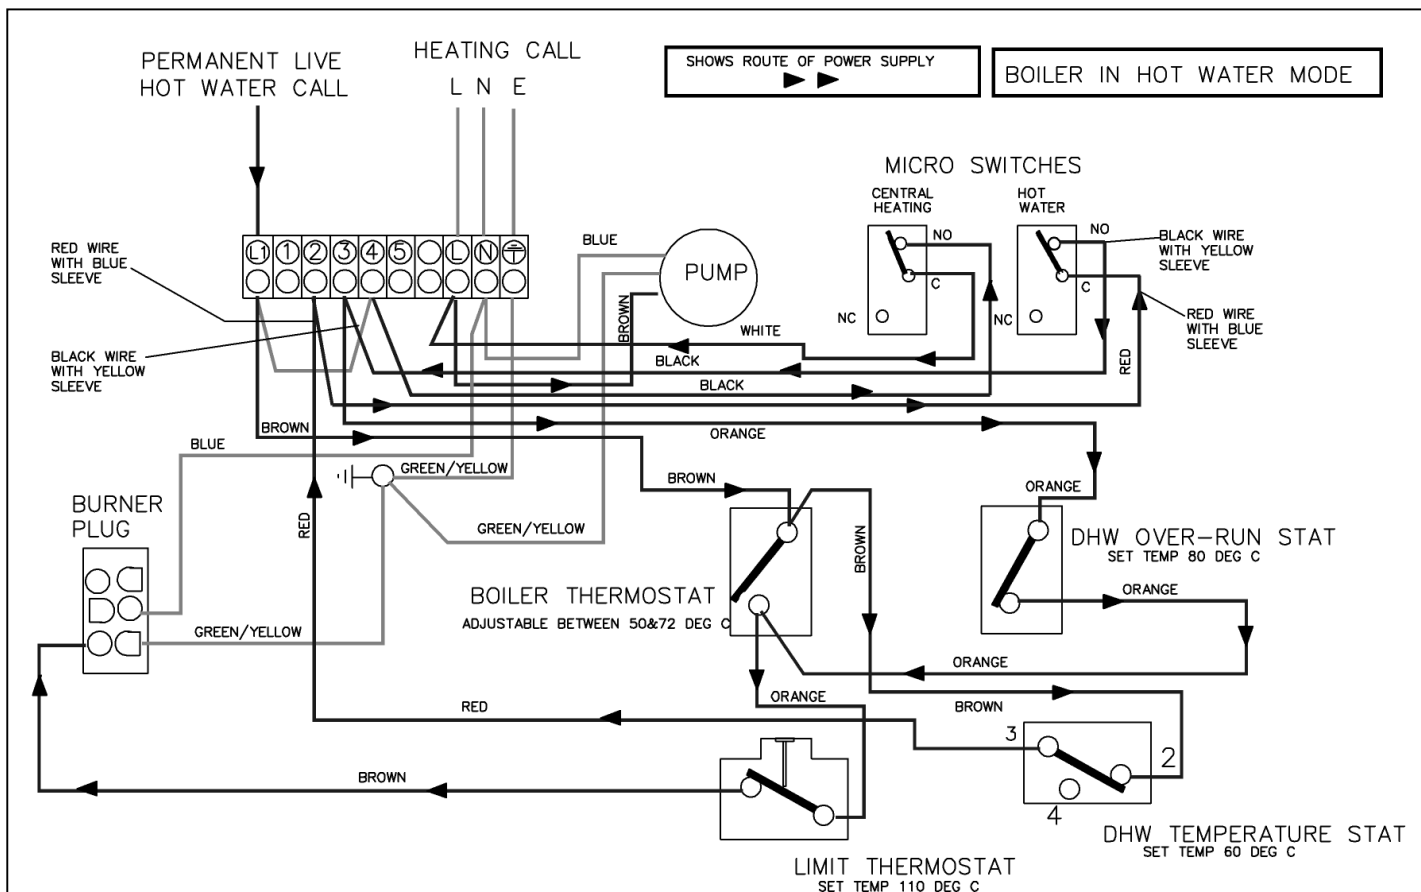 PERMANENT LIVE
HOT WATER CALL
HEATING CALL
L N E
SHOWS ROUTE OF POWER SUPPLY
BOILER IN HOT WATER MODE
MICRO SWITCHES
CENTRAL
HEATING
HOT
WATER
NO
C
NC
NO
C
NC
BLACK WIRE
WITH YELLOW
SLEEVE
RED WIRE
WITH BLUE
SLEEVE
RED
RED WIRE
WITH BLUE
SLEEVE
BLACK WIRE
WITH YELLOW
SLEEVE
L1 1 2 3 4 5 L N
BLUE
PUMP
BROWN
WHITE
BLACK
BLACK
BROWN
ORANGE
BLUE
GREEN/YELLOW
BROWN
ORANGE
RED
GREEN/YELLOW
BROWN
BURNER
PLUG
DHW OVER-RUN STAT
SET TEMP 80 DEG C
BOILER THERMOSTAT
ADJUSTABLE BETWEEN 50&72 DEG C
ORANGE
GREEN/YELLOW
ORANGE
ORANGE
RED
BROWN
3
2
4
BROWN
DHW TEMPERATURE STAT
SET TEMP 60 DEG C
LIMIT THERMOSTAT
SET TEMP 110 DEG C